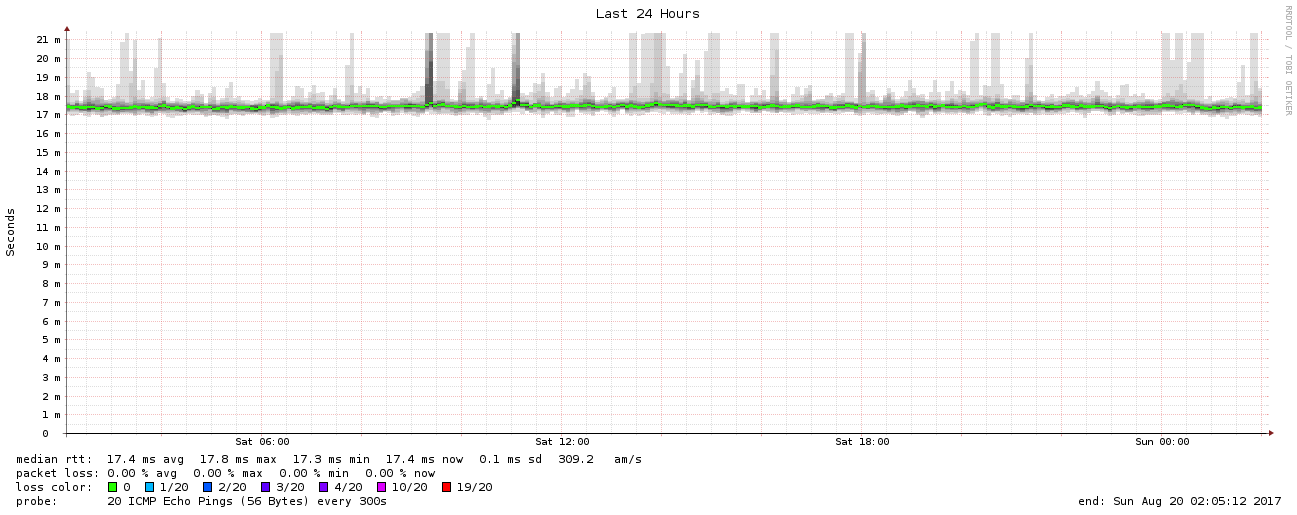 Last 24 Hours
RRDTOOL / TOBI OETIKER
Seconds
21 m
20 m
19 m
18 m
17 m
16 m
15 m
14 m
13 m
12 m
11 m
10 m
9 m
8 m
7 m
6 m
5 m
4 m
3 m
2 m
1 m
0
Sat 06:00 Sat 12:00 Sat 18:00 Sun 00:00
median rtt: 17.4 ms avg 17.8 ms max 17.3 ms min 17.4 ms now 0.1 ms sd 309.2 am/s
packet loss: 0.00 % avg 0.00 % max 0.00 % min 0.00 % now
loss color: 0 1/20 2/20 3/20 4/20 10/20 19/20
probe: 20 ICMP Echo Pings (56 Bytes) every 300s end: Sun Aug 20 02:05:12 2017